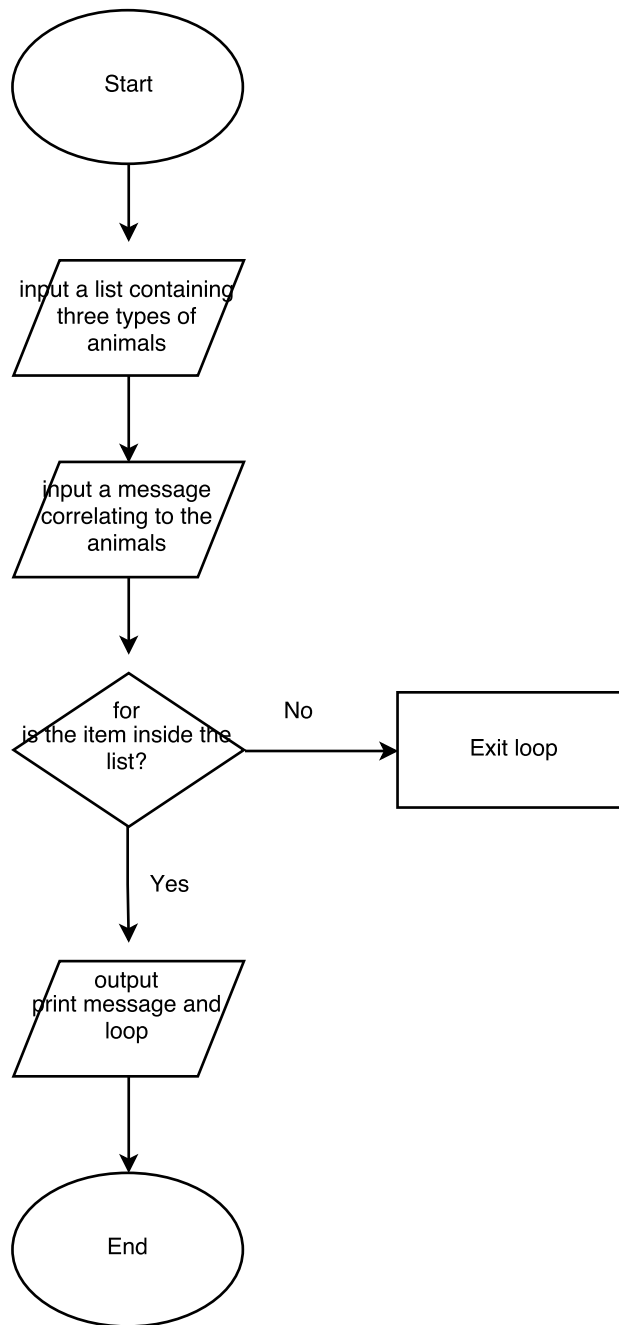 Start
input a list containing
three types of
animals
input a message
correlating to the
animals
for
is the item inside the
list?
No
Exit loop
Yes
output
print message and
loop
End